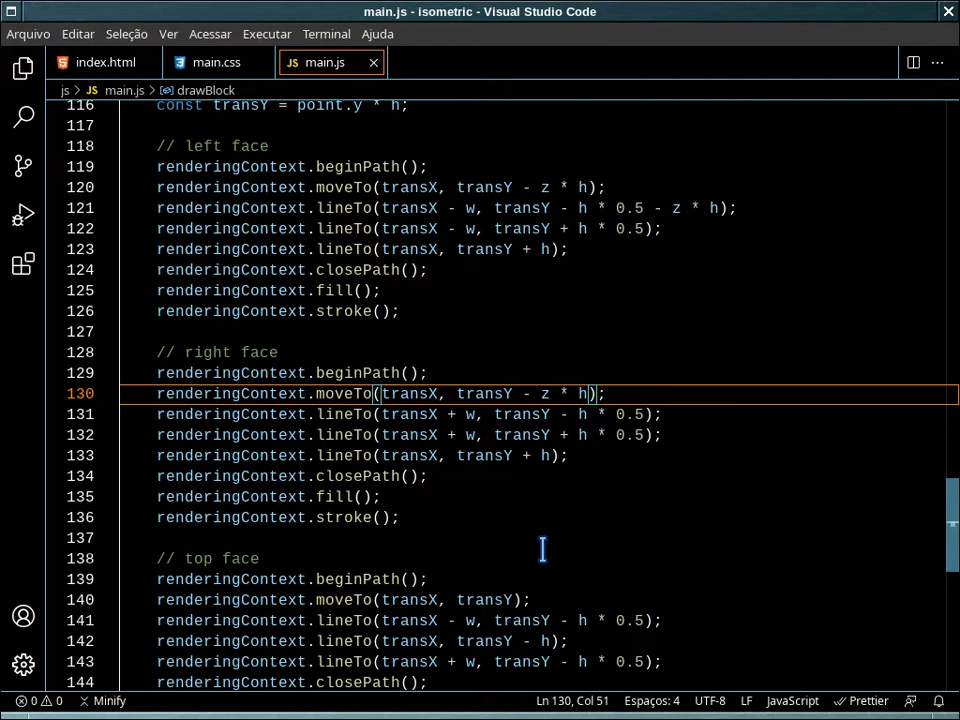 main.js - isometric - Visual Studio Code
Arquivo Editar Seleção Ver Acessar Executar Terminal Ajuda
index.html main.css JS main.js
js > JS main.js > drawBlock
116 const transY = point.y * h;
117
118 // left face
119 renderingContext.beginPath();
120 renderingContext.moveTo(transX, transY - z * h);
121 renderingContext.lineTo(transX - w, transY - h * 0.5 - z * h);
122 renderingContext.lineTo(transX - w, transY + h * 0.5);
123 renderingContext.lineTo(transX, transY + h);
124 renderingContext.closePath();
125 renderingContext.fill();
126 renderingContext.stroke();
127
128 // right face
129 renderingContext.beginPath();
130 renderingContext.moveTo(transX, transY - z * h);
131 renderingContext.lineTo(transX + w, transY - h * 0.5);
132 renderingContext.lineTo(transX + w, transY + h * 0.5);
133 renderingContext.lineTo(transX, transY + h);
134 renderingContext.closePath();
135 renderingContext.fill();
136 renderingContext.stroke();
137
138 // top face
139 renderingContext.beginPath();
140 renderingContext.moveTo(transX, transY);
141 renderingContext.lineTo(transX - w, transY - h * 0.5);
142 renderingContext.lineTo(transX, transY - h);
143 renderingContext.lineTo(transX + w, transY - h * 0.5);
144 renderingContext.closePath();
0 0 Minify Ln 130, Col 51 Espaços: 4 UTF-8 LF JavaScript Prettier